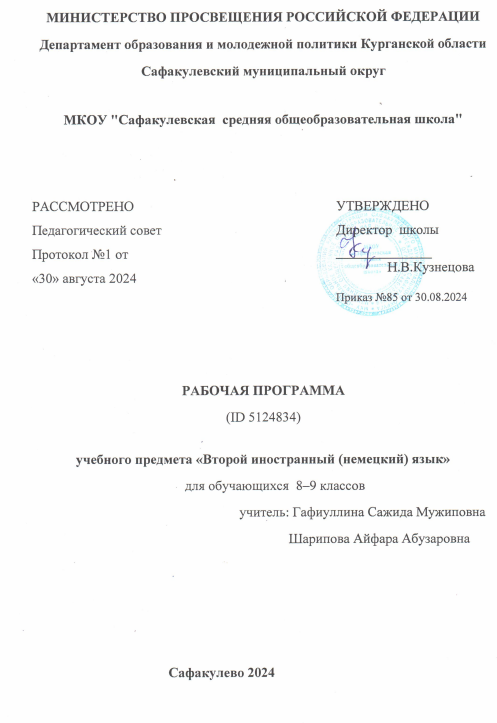 МИНИСТЕРСТВО ПРОСВЕЩЕНИЯ РОССИЙСКОЙ ФЕДЕРАЦИИ
Департамент образования и молодежной политики Курганской области
Сафакулевский муниципальный округ
МКОУ "Сафакулевская средняя общеобразовательная школа"
РАССМОТРЕНО
Педагогический совет
Протокол №1 от
«30» августа 2024
УТВЕРЖДЕНО
Директор школы
Н.В.Кузнецова
Приказ №85 от 30.08.2024
РАБОЧАЯ ПРОГРАММА
(ID 5124834)
учебного предмета «Второй иностранный (немецкий) язык»
для обучающихся 8–9 классов
учитель: Гафиуллина Сажида Мужиповна
Шарипова Айфара Абузаровна
Сафакулево 2024